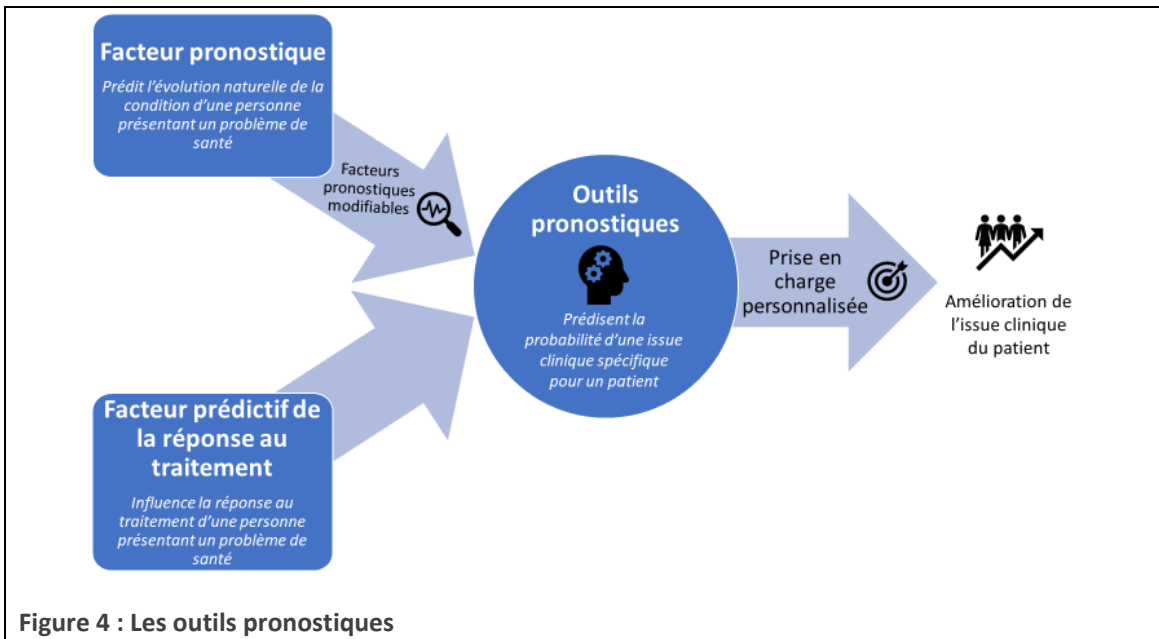 Facteur pronostique
Prédit l'évolution naturelle de la
condition d'une personne
présentant un problème de
santé
Facteurs
pronostiques
modifiables
Facteur prédictif de
la réponse au
traitement
Influence la réponse au
traitement d'une personne
présentant un problème de
santé
Outils
pronostiques
Prédisent la
probabilité d'une issue
clinique spécifique
pour un patient
Prise en
charge
personnalisée
Amélioration de
l'issue clinique
du patient
Figure 4 : Les outils pronostiques